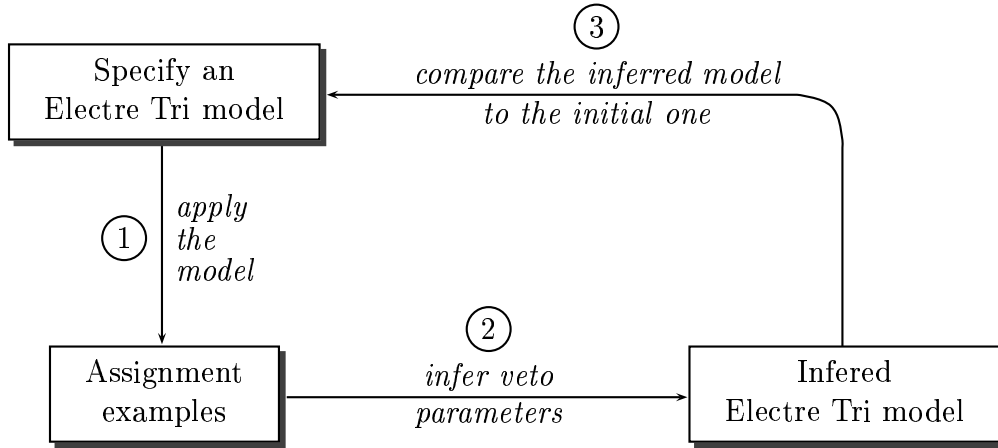 3
Specify an
Electre Tri model
compare the inferred model
to the initial one
1
apply
the
model
2
Assignment
examples
infer veto
parameters
Infered
Electre Tri model